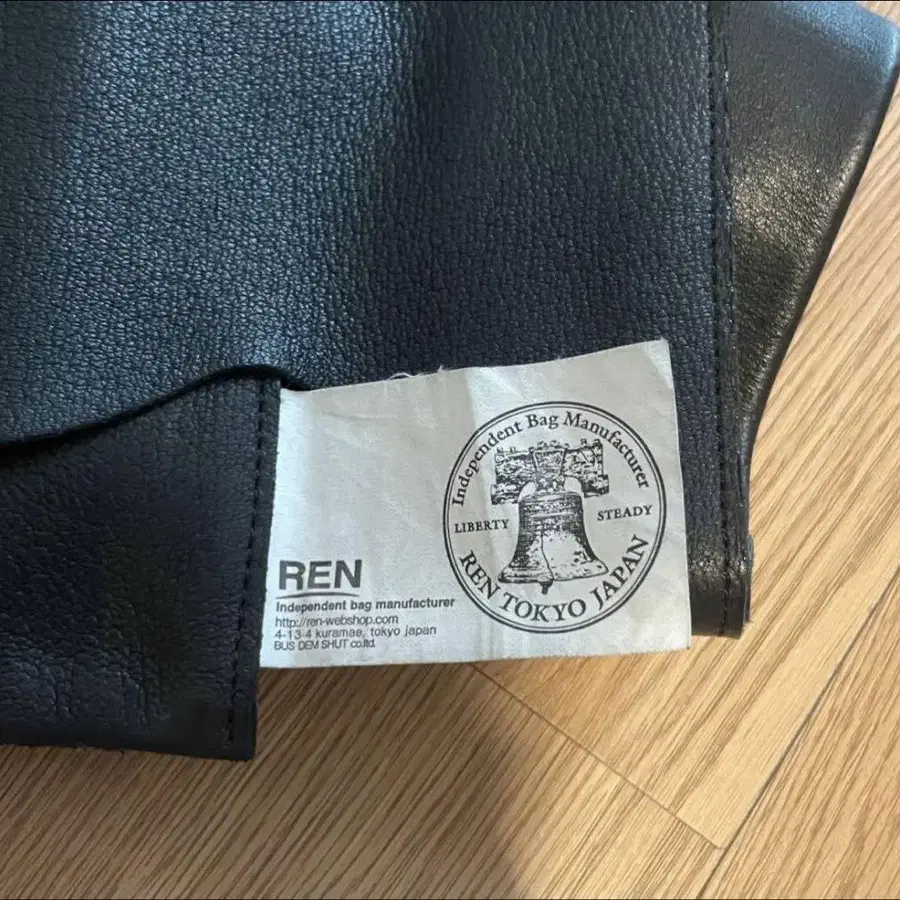 Independent Bag Manufacturer
LIBERTY
STEADY
REN TOKYO JAPAN
REN
Independent bag manufacturer
http://ren-webshop.com
4-13-4 kuramae, tokyo japan
BUS DEM SHUT co.ltd.